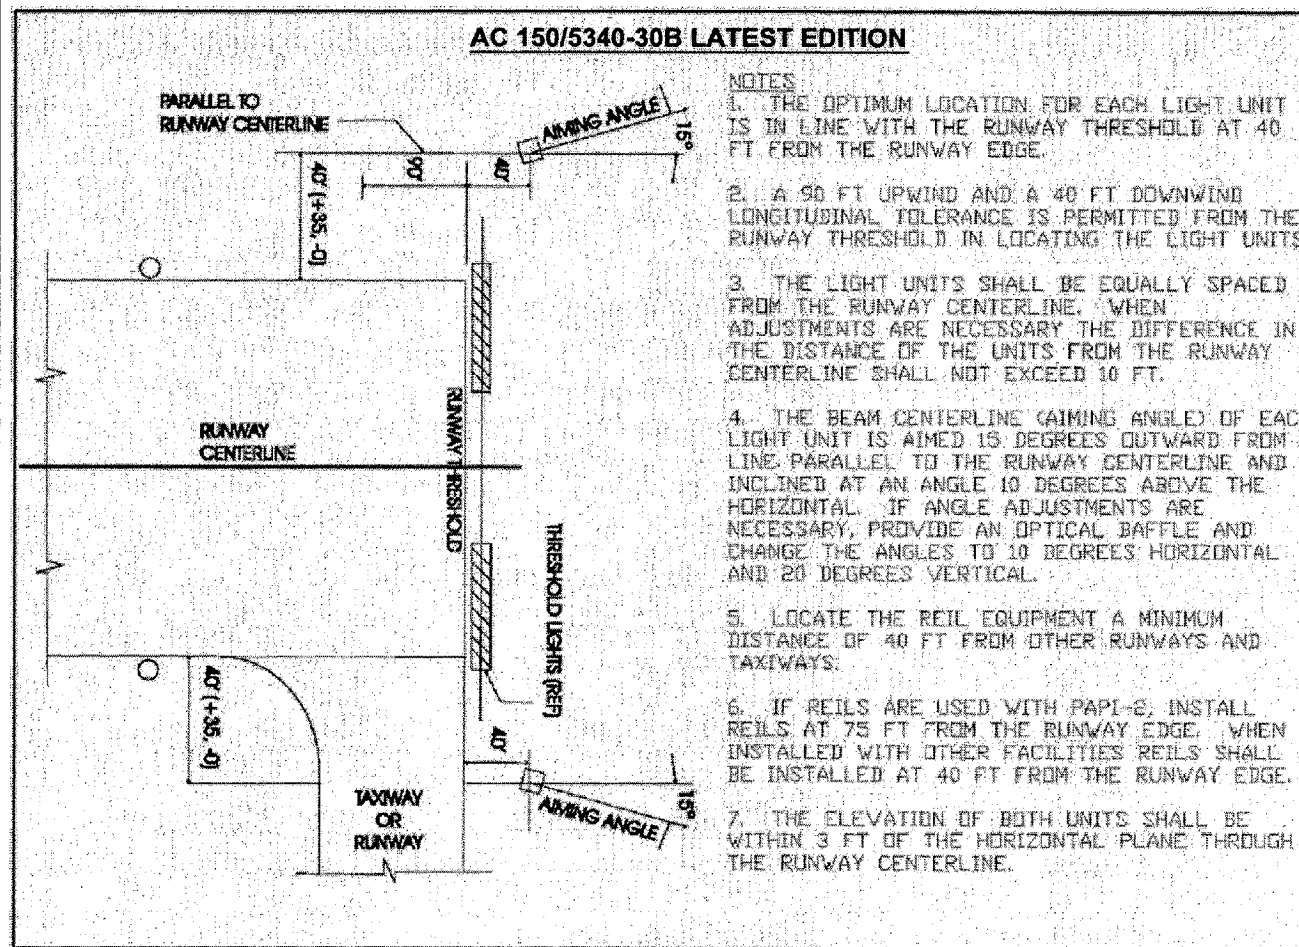 AC 150/5340-30B LATEST EDITION
PARALLEL TO
RUNWAY CENTERLINE
AIMING ANGLE
15°
90'
40'
40' (+35, -0)
RUNWAY
CENTERLINE
RUNWAY THRESHOLD
THRESHOLD LIGHTS (REF)
40' (+35, -0)
40'
TAXIWAY
OR
RUNWAY
AIMING ANGLE
15°
NOTES
1. THE OPTIMUM LOCATION FOR EACH LIGHT UNIT
IS IN LINE WITH THE RUNWAY THRESHOLD AT 40
FT FROM THE RUNWAY EDGE.
2. A 90 FT UPWIND AND A 40 FT DOWNWIND
LONGITUDINAL TOLERANCE IS PERMITTED FROM THE
RUNWAY THRESHOLD IN LOCATING THE LIGHT UNITS
3. THE LIGHT UNITS SHALL BE EQUALLY SPACED
FROM THE RUNWAY CENTERLINE. WHEN
ADJUSTMENTS ARE NECESSARY THE DIFFERENCE IN
THE DISTANCE OF THE UNITS FROM THE RUNWAY
CENTERLINE SHALL NOT EXCEED 10 FT.
4. THE BEAM CENTERLINE (AIMING ANGLE) OF EAC
LIGHT UNIT IS AIMED 15 DEGREES OUTWARD FROM
LINE PARALLEL TO THE RUNWAY CENTERLINE AND
INCLINED AT AN ANGLE 10 DEGREES ABOVE THE
HORIZONTAL. IF ANGLE ADJUSTMENTS ARE
NECESSARY, PROVIDE AN OPTICAL BAFFLE AND
CHANGE THE ANGLES TO 10 DEGREES HORIZONTAL
AND 20 DEGREES VERTICAL.
5. LOCATE THE REIL EQUIPMENT A MINIMUM
DISTANCE OF 40 FT FROM OTHER RUNWAYS AND
TAXIWAYS.
6. IF REILS ARE USED WITH PAPI-2, INSTALL
REILS AT 75 FT FROM THE RUNWAY EDGE. WHEN
INSTALLED WITH OTHER FACILITIES REILS SHALL
BE INSTALLED AT 40 FT FROM THE RUNWAY EDGE.
7. THE ELEVATION OF BOTH UNITS SHALL BE
WITHIN 3 FT OF THE HORIZONTAL PLANE THROUGH
THE RUNWAY CENTERLINE.